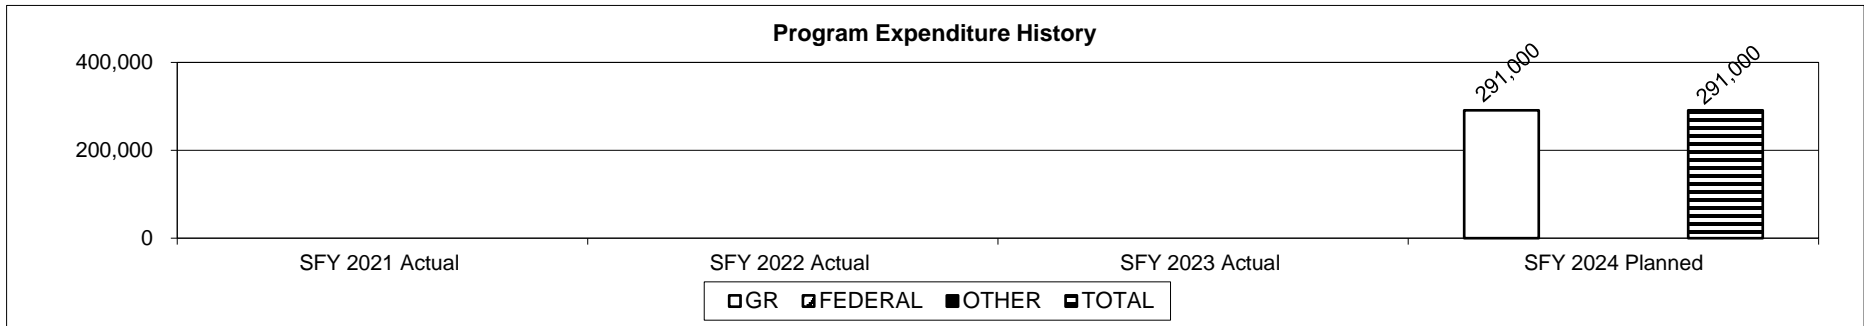 Program Expenditure History
400,000
200,000
0
291,000
291,000
SFY 2021 Actual
SFY 2022 Actual
SFY 2023 Actual
SFY 2024 Planned
GR FEDERAL OTHER TOTAL